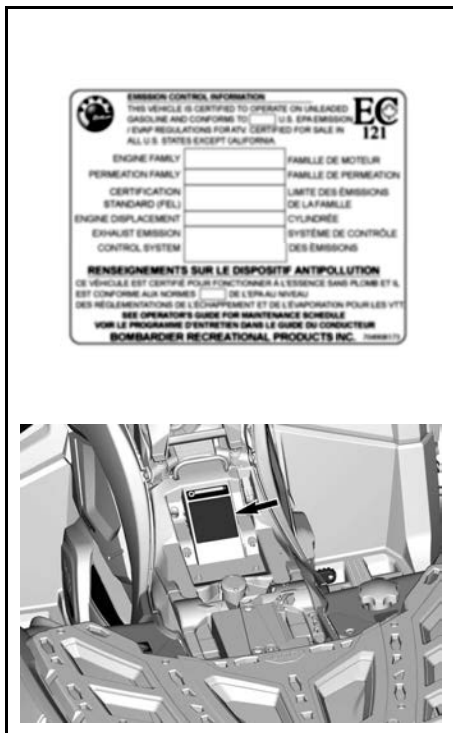 EMISSION CONTROL INFORMATION
THIS VEHICLE IS CERTIFIED TO OPERATE ON UNLEADED
GASOLINE AND CONFORMS TO U.S. EPA EMISSION
/ EVAP REGULATIONS FOR ATV. CERTIFIED FOR SALE IN
ALL U.S. STATES EXCEPT CALIFORNIA.
EC
121
ENGINE FAMILY FAMILLE DE MOTEUR
PERMEATION FAMILY FAMILLE DE PERMEATION
CERTIFICATION LIMITE DES ÉMISSIONS
STANDARD (FEL) DE LA FAMILLE
ENGINE DISPLACEMENT CYLINDRÉE
EXHAUST EMISSION SYSTÈME DE CONTRÔLE
CONTROL SYSTEM DES ÉMISSIONS
RENSEIGNEMENTS SUR LE DISPOSITIF ANTIPOLLUTION
CE VÉHICULE EST CERTIFIÉ POUR FONCTIONNER À L'ESSENCE SANS PLOMB ET IL
EST CONFORME AUX NORMES DE L'EPA AU NIVEAU
DES RÉGLEMENTATIONS DE L'ÉCHAPPEMENT ET DE L'ÉVAPORATION POUR LES VTT.
SEE OPERATOR'S GUIDE FOR MAINTENANCE SCHEDULE
VOIR LE PROGRAMME D'ENTRETIEN DANS LE GUIDE DU CONDUCTEUR
BOMBARDIER RECREATIONAL PRODUCTS INC.